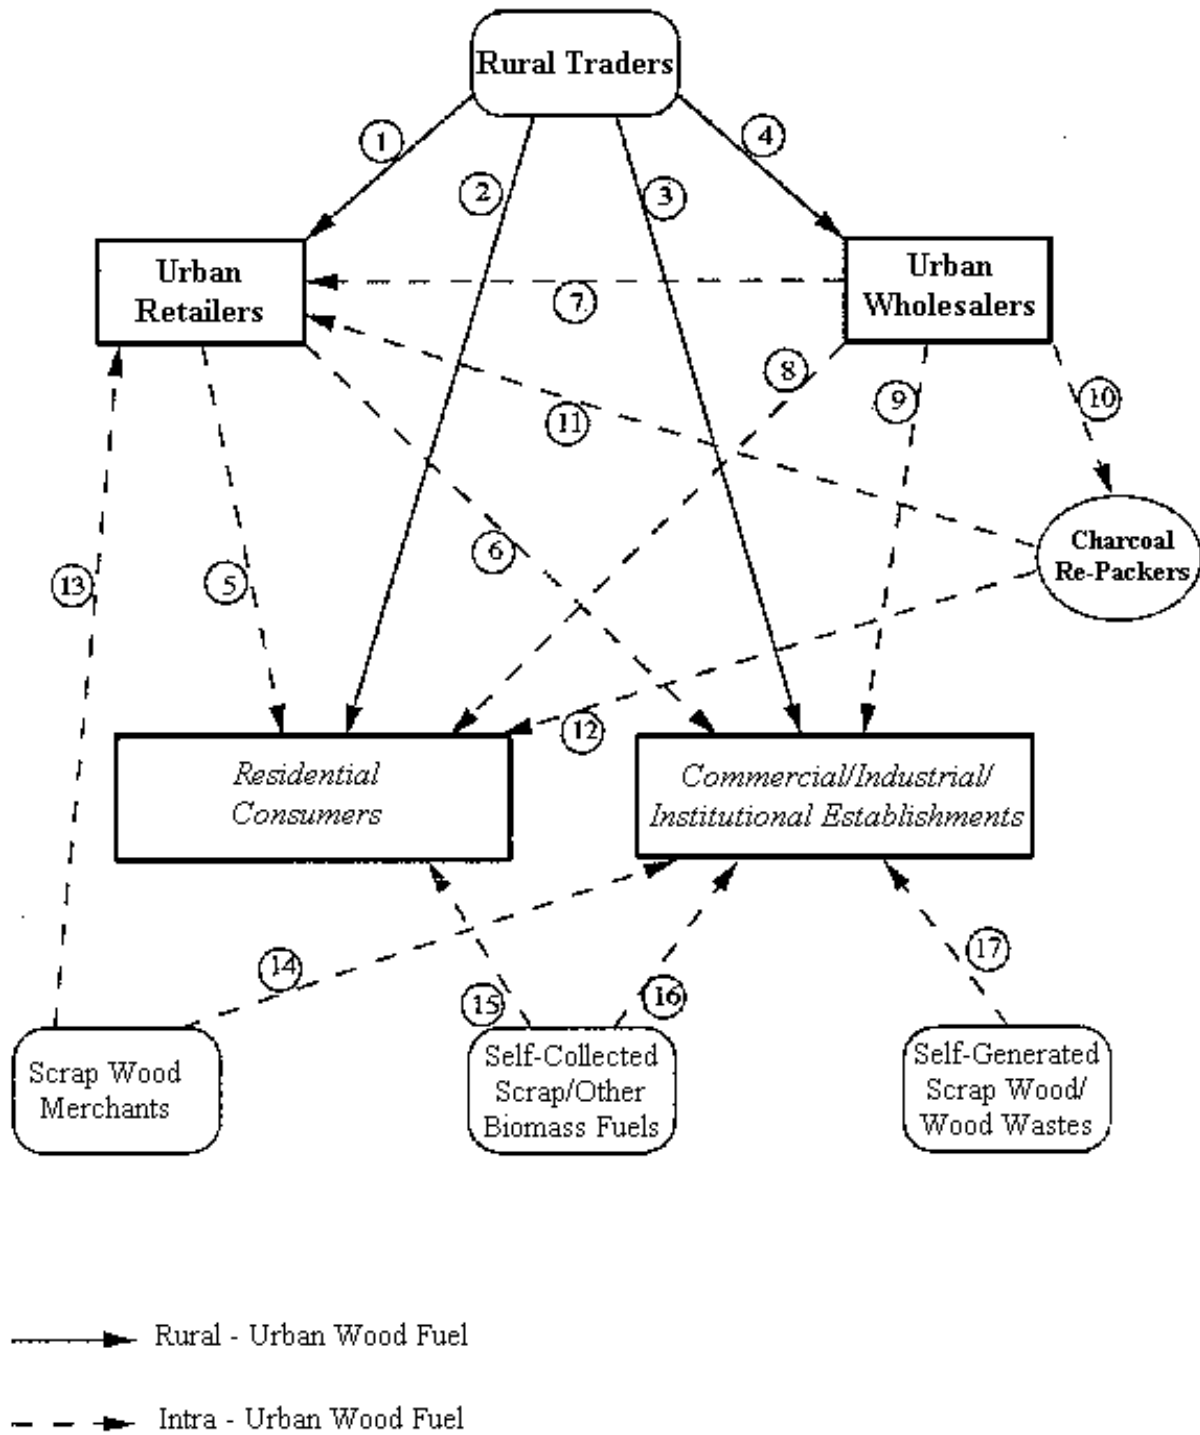 Rural Traders
1
4
2
3
Urban
Retailers
Urban
Wholesalers
7
8
9
10
11
6
5
13
Charcoal
Re-Packers
12
Residential
Consumers
Commercial/Industrial/
Institutional Establishments
14
15
16
17
Scrap Wood
Merchants
Self-Collected
Scrap/Other
Biomass Fuels
Self-Generated
Scrap Wood/
Wood Wastes
Rural - Urban Wood Fuel
Intra - Urban Wood Fuel